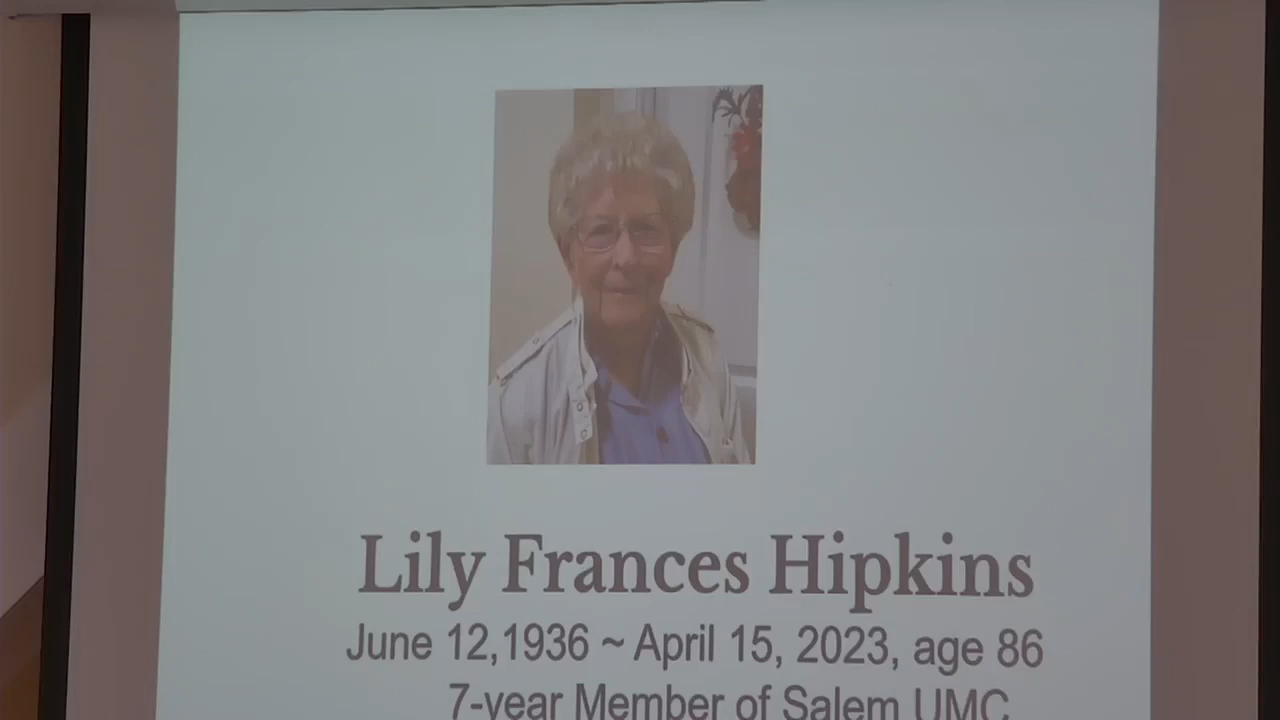 Lily Frances Hipkins
June 12,1936 ~ April 15, 2023, age 86
7-year Member of Salem UMC